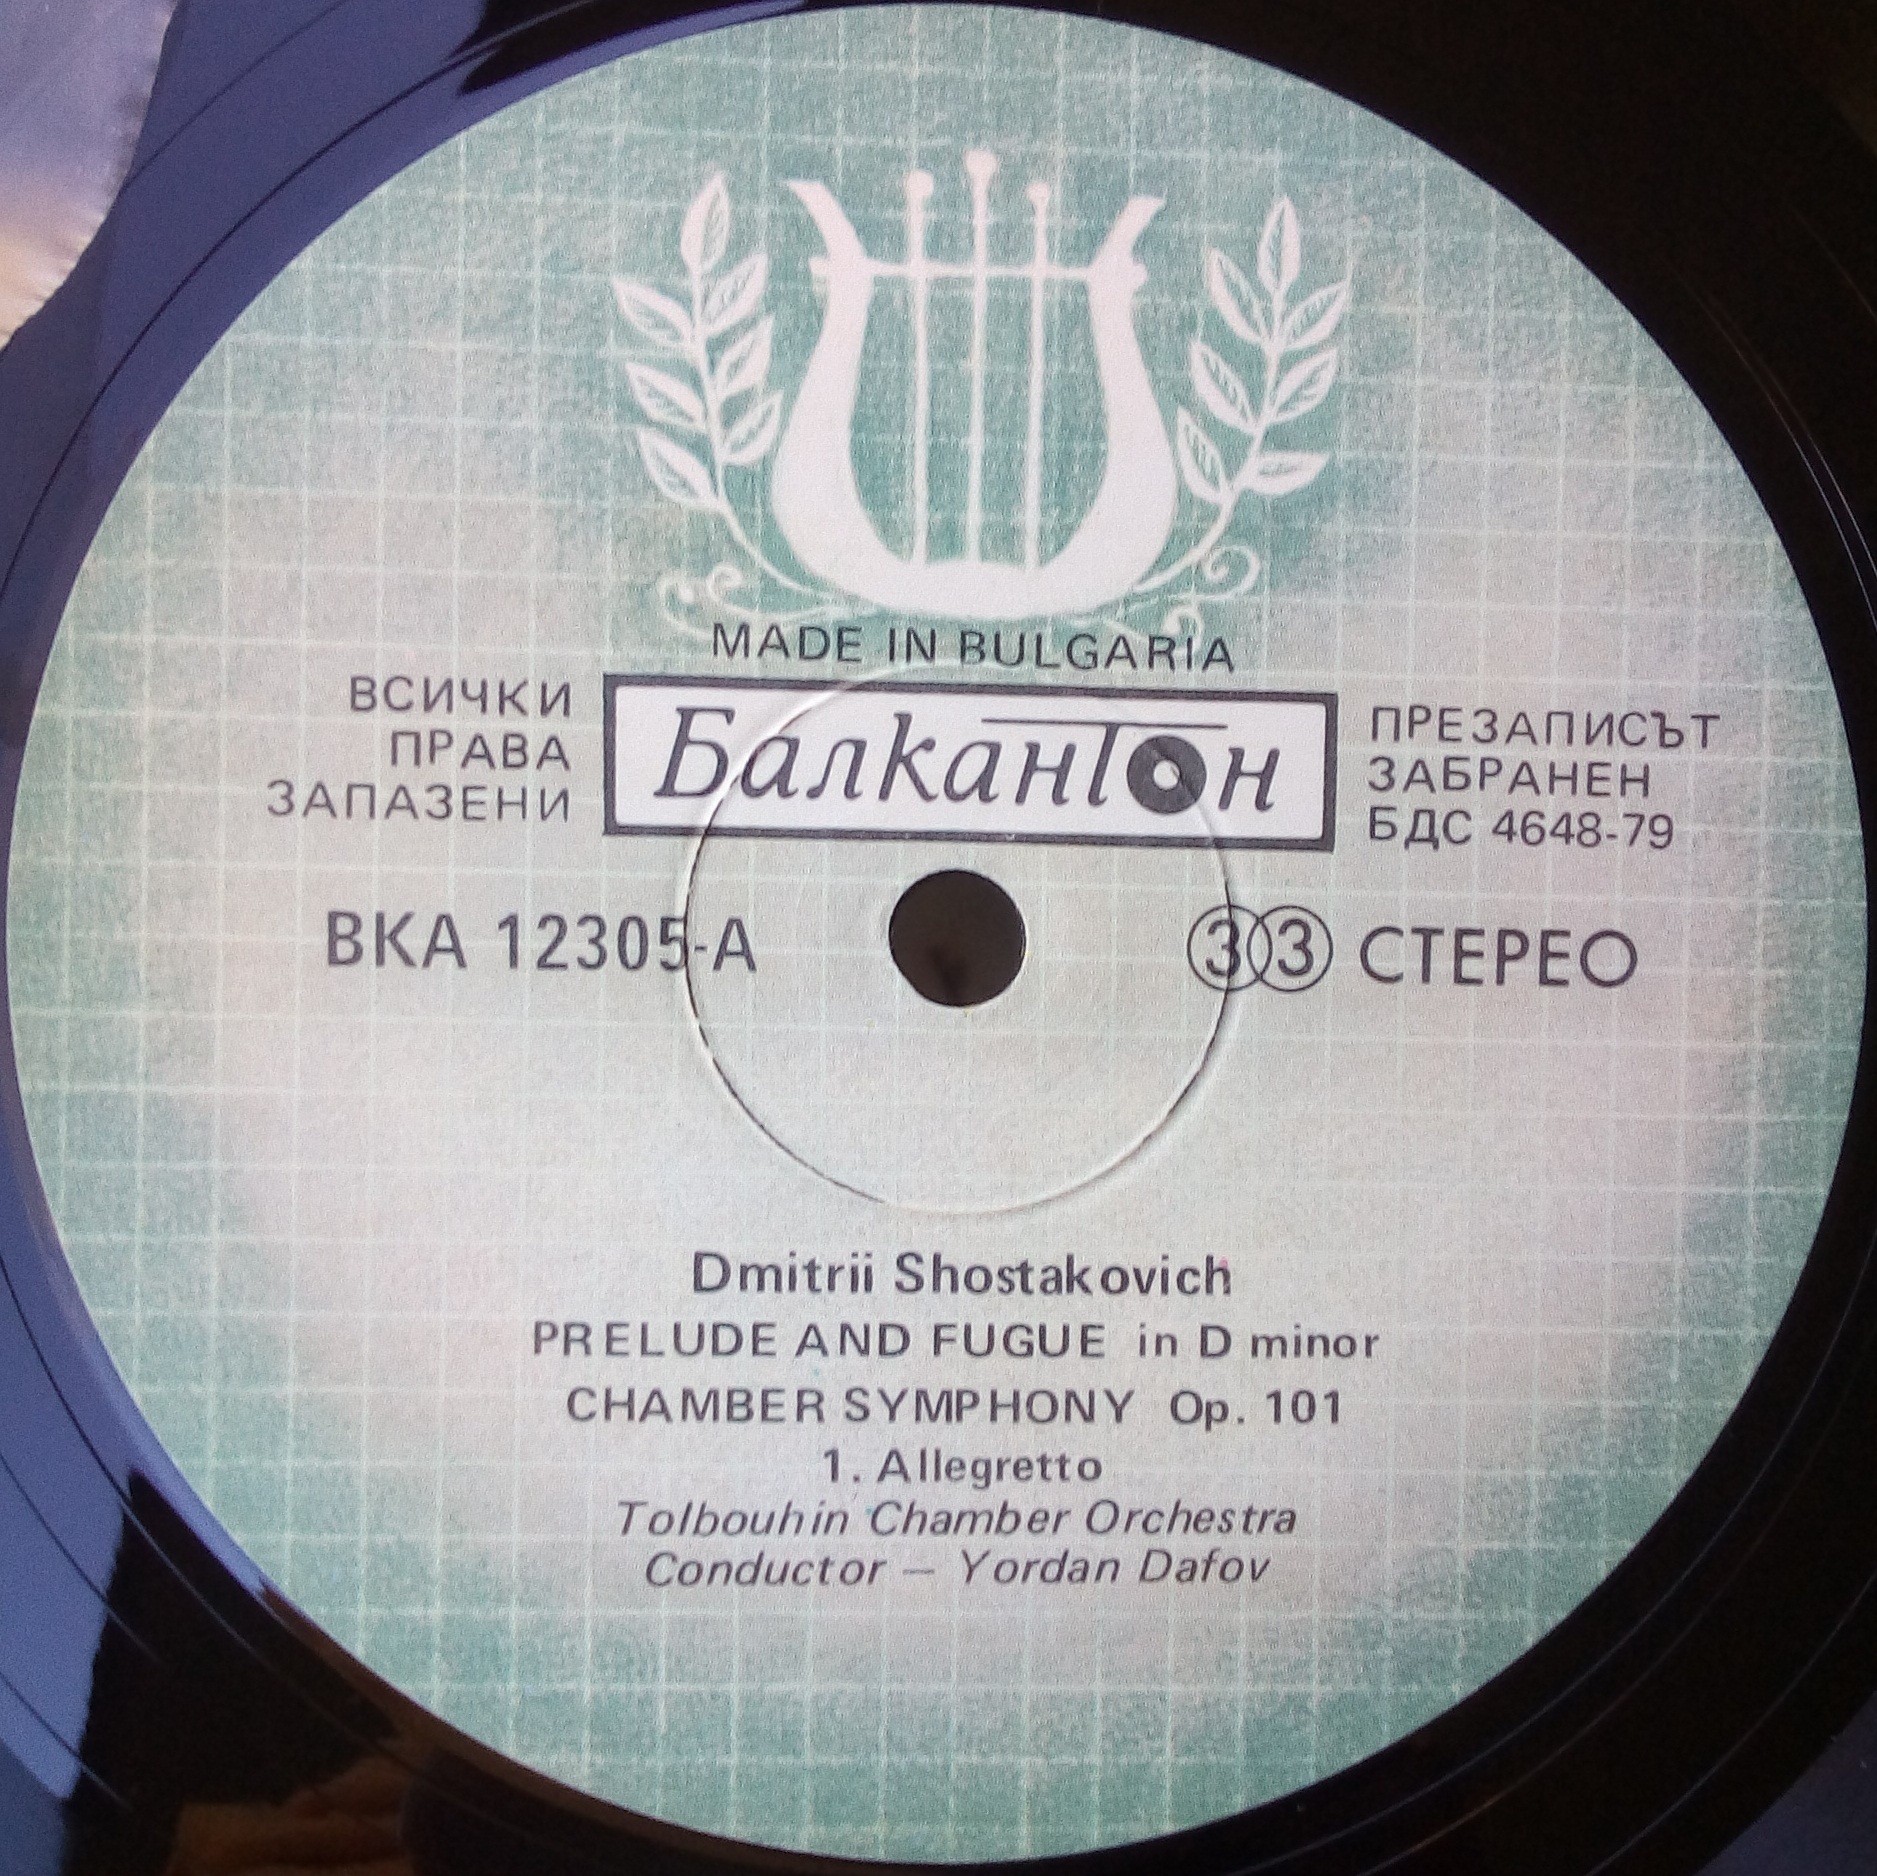 MADE IN BULGARIA
ВСИЧКИ
ПРАВА
ЗАПАЗЕНИ
Балкантон
ПРЕЗАПИСЪТ
ЗАБРАНЕН
БДС 4648-79
ВКА 12305-А
33 СТЕРЕО
Dmitrii Shostakovich
PRELUDE AND FUGUE in D minor
CHAMBER SYMPHONY Op. 101
1. Allegretto
Tolbouhin Chamber Orchestra
Conductor — Yordan Dafov